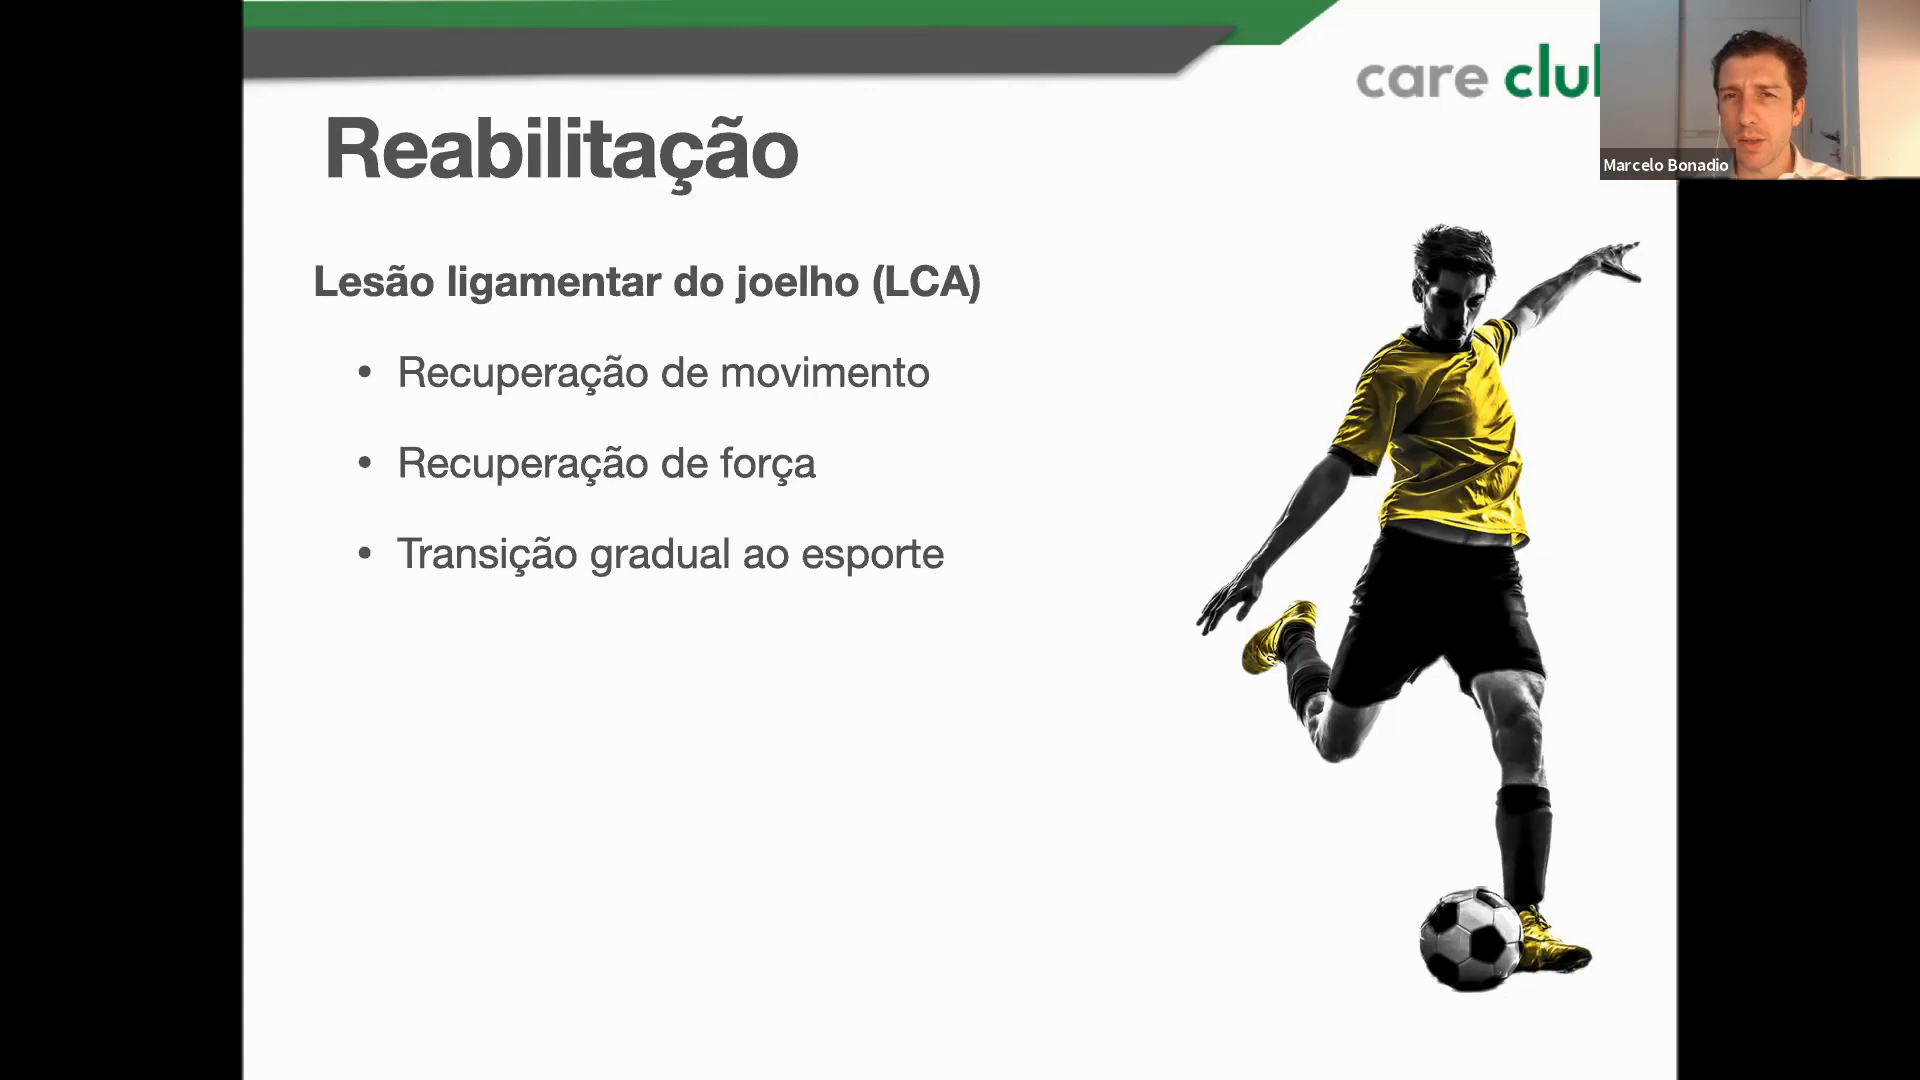 care clu
Marcelo Bonadio
Reabilitação
Lesão ligamentar do joelho (LCA)
• Recuperação de movimento
• Recuperação de força
• Transição gradual ao esporte